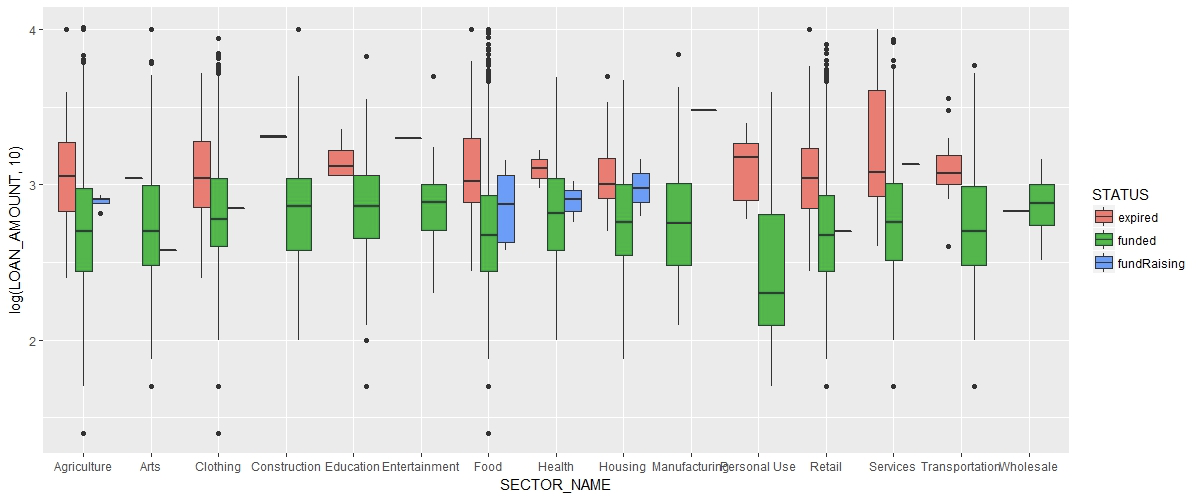 4
3
2
log(LOAN_AMOUNT, 10)
Agriculture Arts Clothing Construction Education Entertainment Food Health Housing Manufacturing Personal Use Retail Services Transportation Wholesale
SECTOR_NAME
STATUS
expired
funded
fundRaising